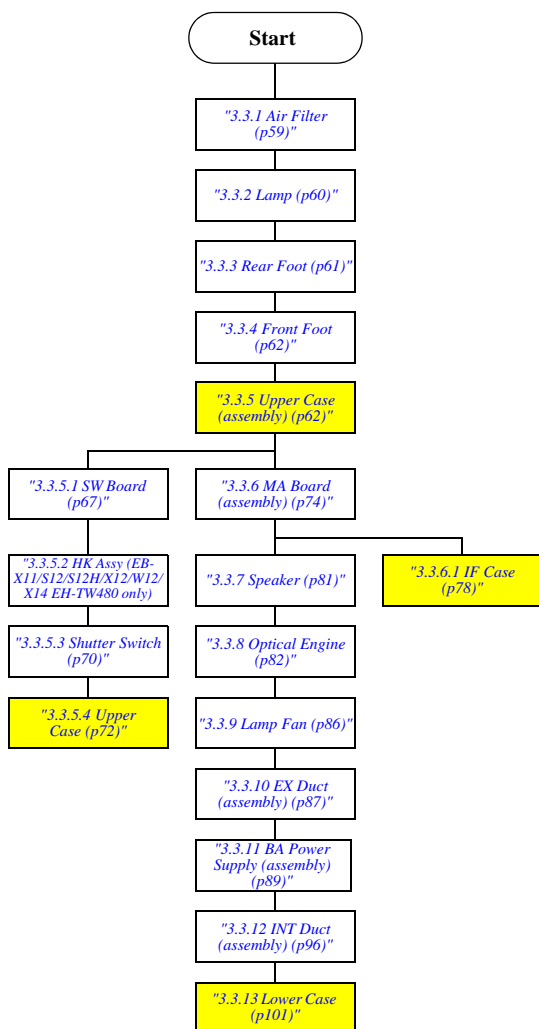 Start
"3.3.1 Air Filter
(p59)"
"3.3.2 Lamp (p60)"
"3.3.3 Rear Foot (p61)"
"3.3.4 Front Foot
(p62)"
"3.3.5 Upper Case
(assembly) (p62)"
"3.3.5.1 SW Board
(p67)"
"3.3.5.2 HK Assy (EB-
X11/S12/S12H/X12/W12/
X14 EH-TW480 only)
"3.3.5.3 Shutter Switch
(p70)"
"3.3.5.4 Upper
Case (p72)"
"3.3.6 MA Board
(assembly) (p74)"
"3.3.6.1 IF Case
(p78)"
"3.3.7 Speaker (p81)"
"3.3.8 Optical Engine
(p82)"
"3.3.9 Lamp Fan (p86)"
"3.3.10 EX Duct
(assembly) (p87)"
"3.3.11 BA Power
Supply (assembly)
(p89)"
"3.3.12 INT Duct
(assembly) (p96)"
"3.3.13 Lower Case
(p101)"